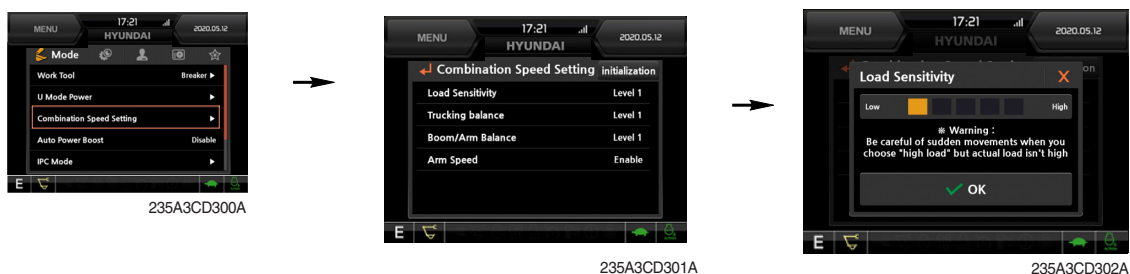 MENU 17:21 2020.05.12
HYUNDAI
Mode
Work Tool Breaker ▶
U Mode Power ▶
Combination Speed Setting ▶
Auto Power Boost Disable
IPC Mode ▶
E
235A3CD300A
MENU 17:21 2020.05.12
HYUNDAI
Combination Speed Setting initialization
Load Sensitivity Level 1
Trucking balance Level 1
Boom/Arm Balance Level 1
Arm Speed Enable
E
235A3CD301A
MENU 17:21 2020.05.12
HYUNDAI
on
Load Sensitivity X
Low High
※ Warning :
Be careful of sudden movements when you
choose "high load" but actual load isn't high
OK
E
235A3CD302A